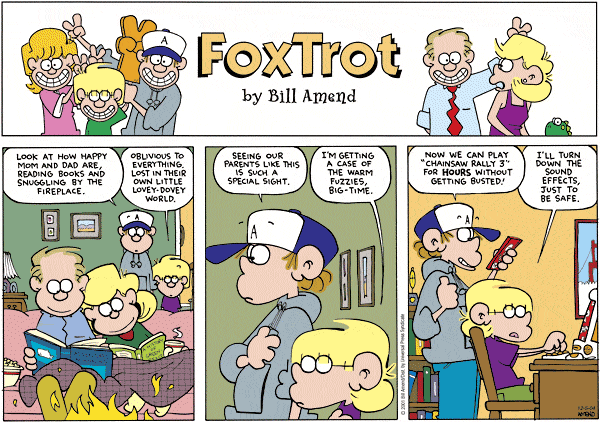 FoxTrot
by Bill Amend
A
LOOK AT HOW HAPPY
MOM AND DAD ARE,
READING BOOKS AND
SNUGGLING BY THE
FIREPLACE.
OBLIVIOUS TO
EVERYTHING.
LOST IN THEIR
OWN LITTLE
LOVEY-DOVEY
WORLD.
A
SEEING OUR
PARENTS LIKE THIS
IS SUCH A
SPECIAL SIGHT.
I'M GETTING
A CASE OF
THE WARM
FUZZIES,
BIG-TIME.
A
NOW WE CAN PLAY
"CHAINSAW RALLY 3"
FOR HOURS WITHOUT
GETTING BUSTED!
I'LL TURN
DOWN THE
SOUND
EFFECTS,
JUST TO
BE SAFE.
A
AMEND